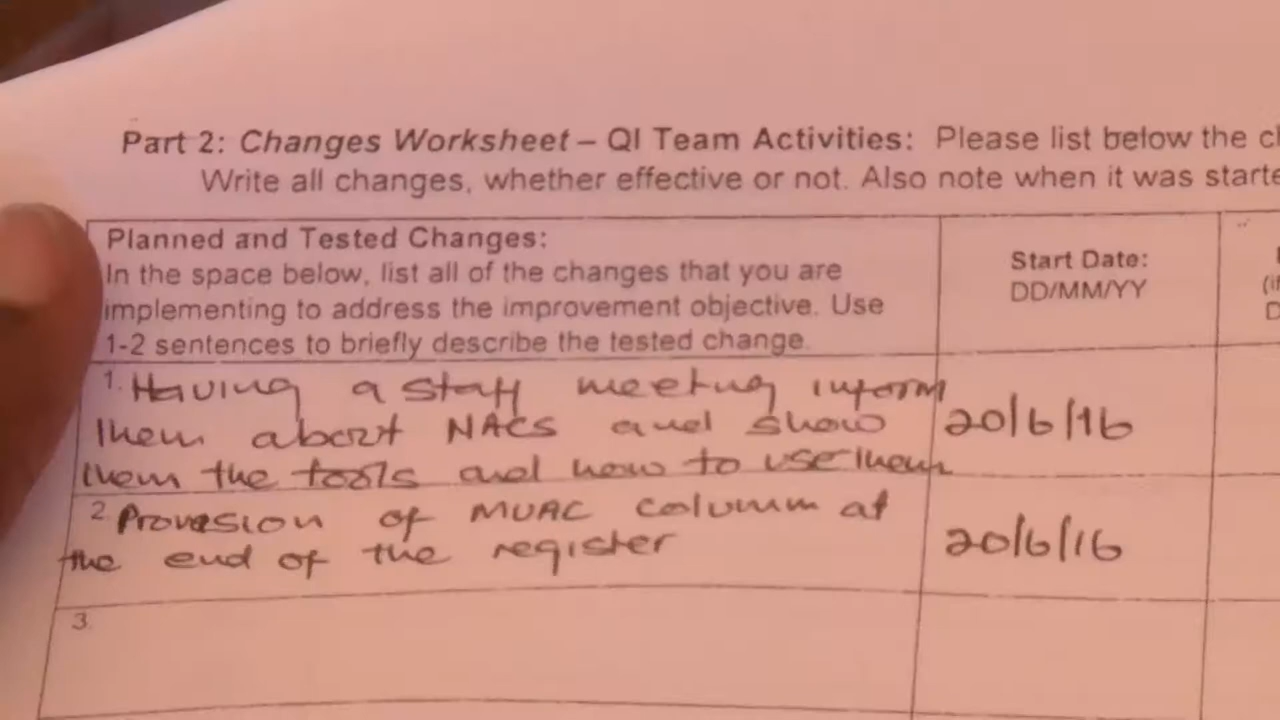 Part 2: Changes Worksheet – QI Team Activities: Please list below the
Write all changes, whether effective or not. Also note when it was starte
Planned and Tested Changes:
In the space below, list all of the changes that you are
implementing to address the improvement objective. Use
1-2 sentences to briefly describe the tested change.
Start Date:
DD/MM/YY
1. Having a staff meeting inform
them about NACS and show
them the tools and how to use them
20/6/16
2. Provesion of MUAC column at
the end of the register
20/6/16
3.